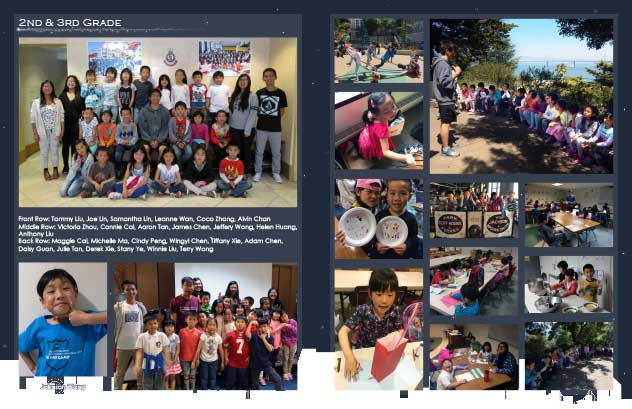 2ND & 3RD GRADE
Front Row: Tammy Liu, Joe Lin, Samantha Lin, Leanne Wan, Coco Zhang, Alvin Chan
Middle Row: Victoria Zhou, Connie Cai, Aaron Tan, James Chen, Jeffery Wong, Helen Huang,
Anthony Liu
Back Row: Maggie Cai, Michelle Ma, Cindy Peng, Wingyi Chen, Tiffany Xie, Adam Chen,
Daisy Guan, Julie Tan, Derek Xie, Stany Ye, Winnie Liu, Terry Wong